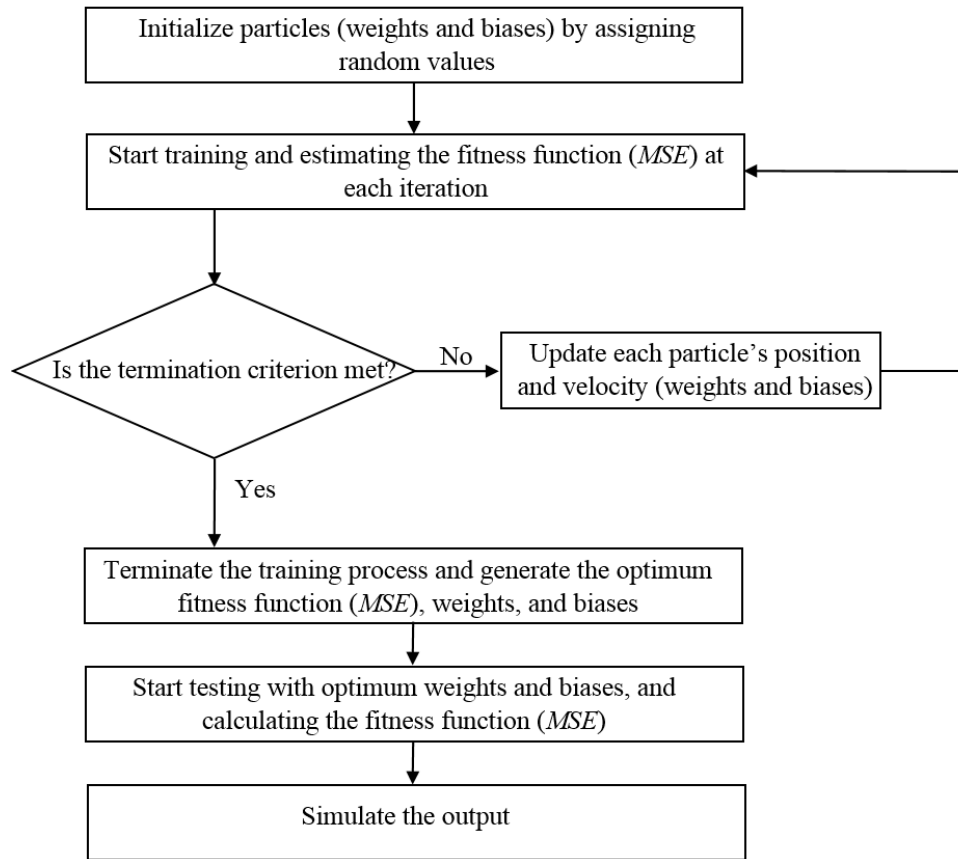 Initialize particles (weights and biases) by assigning
random values
Start training and estimating the fitness function (MSE) at
each iteration
Is the termination criterion met?
No
Update each particle’s position
and velocity (weights and biases)
Yes
Terminate the training process and generate the optimum
fitness function (MSE), weights, and biases
Start testing with optimum weights and biases, and
calculating the fitness function (MSE)
Simulate the output